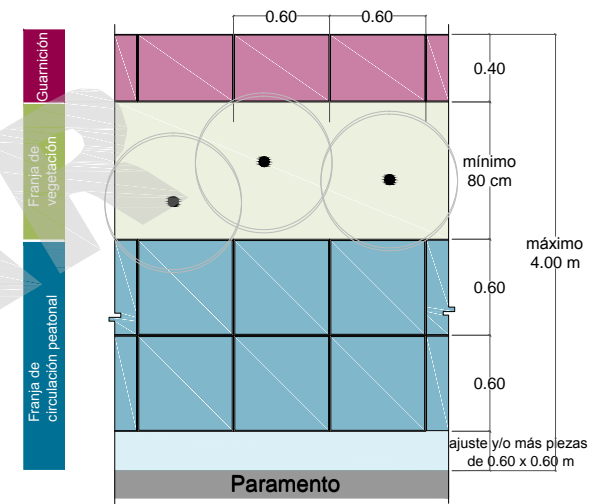 0.60
0.60
Guarnición
0.40
Franja de
vegetación
mínimo
80 cm
máximo
4.00 m
0.60
Franja de
circulación peatonal
0.60
ajuste y/o más piezas
de 0.60 x 0.60 m
Paramento